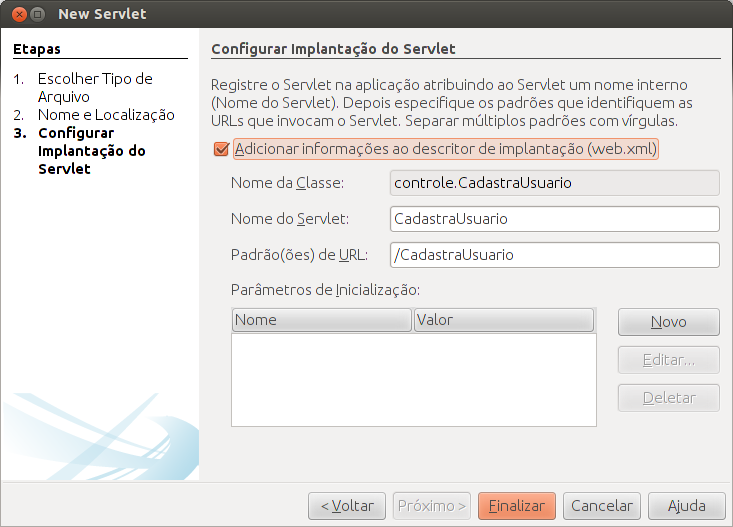 New Servlet
Etapas
1. Escolher Tipo de
Arquivo
2. Nome e Localização
3. Configurar
Implantação do
Servlet
Configurar Implantação do Servlet
Registre o Servlet na aplicação atribuindo ao Servlet um nome interno
(Nome do Servlet). Depois especifique os padrões que identifiquem as
URLs que invocam o Servlet. Separar múltiplos padrões com vírgulas.
Adicionar informações ao descritor de implantação (web.xml)
Nome da Classe: controle.CadastraUsuario
Nome do Servlet: CadastraUsuario
Padrão(ões) de URL: /CadastraUsuario
Parâmetros de Inicialização:
Nome Valor
Novo
Editar...
Deletar
< Voltar Próximo > Finalizar Cancelar Ajuda